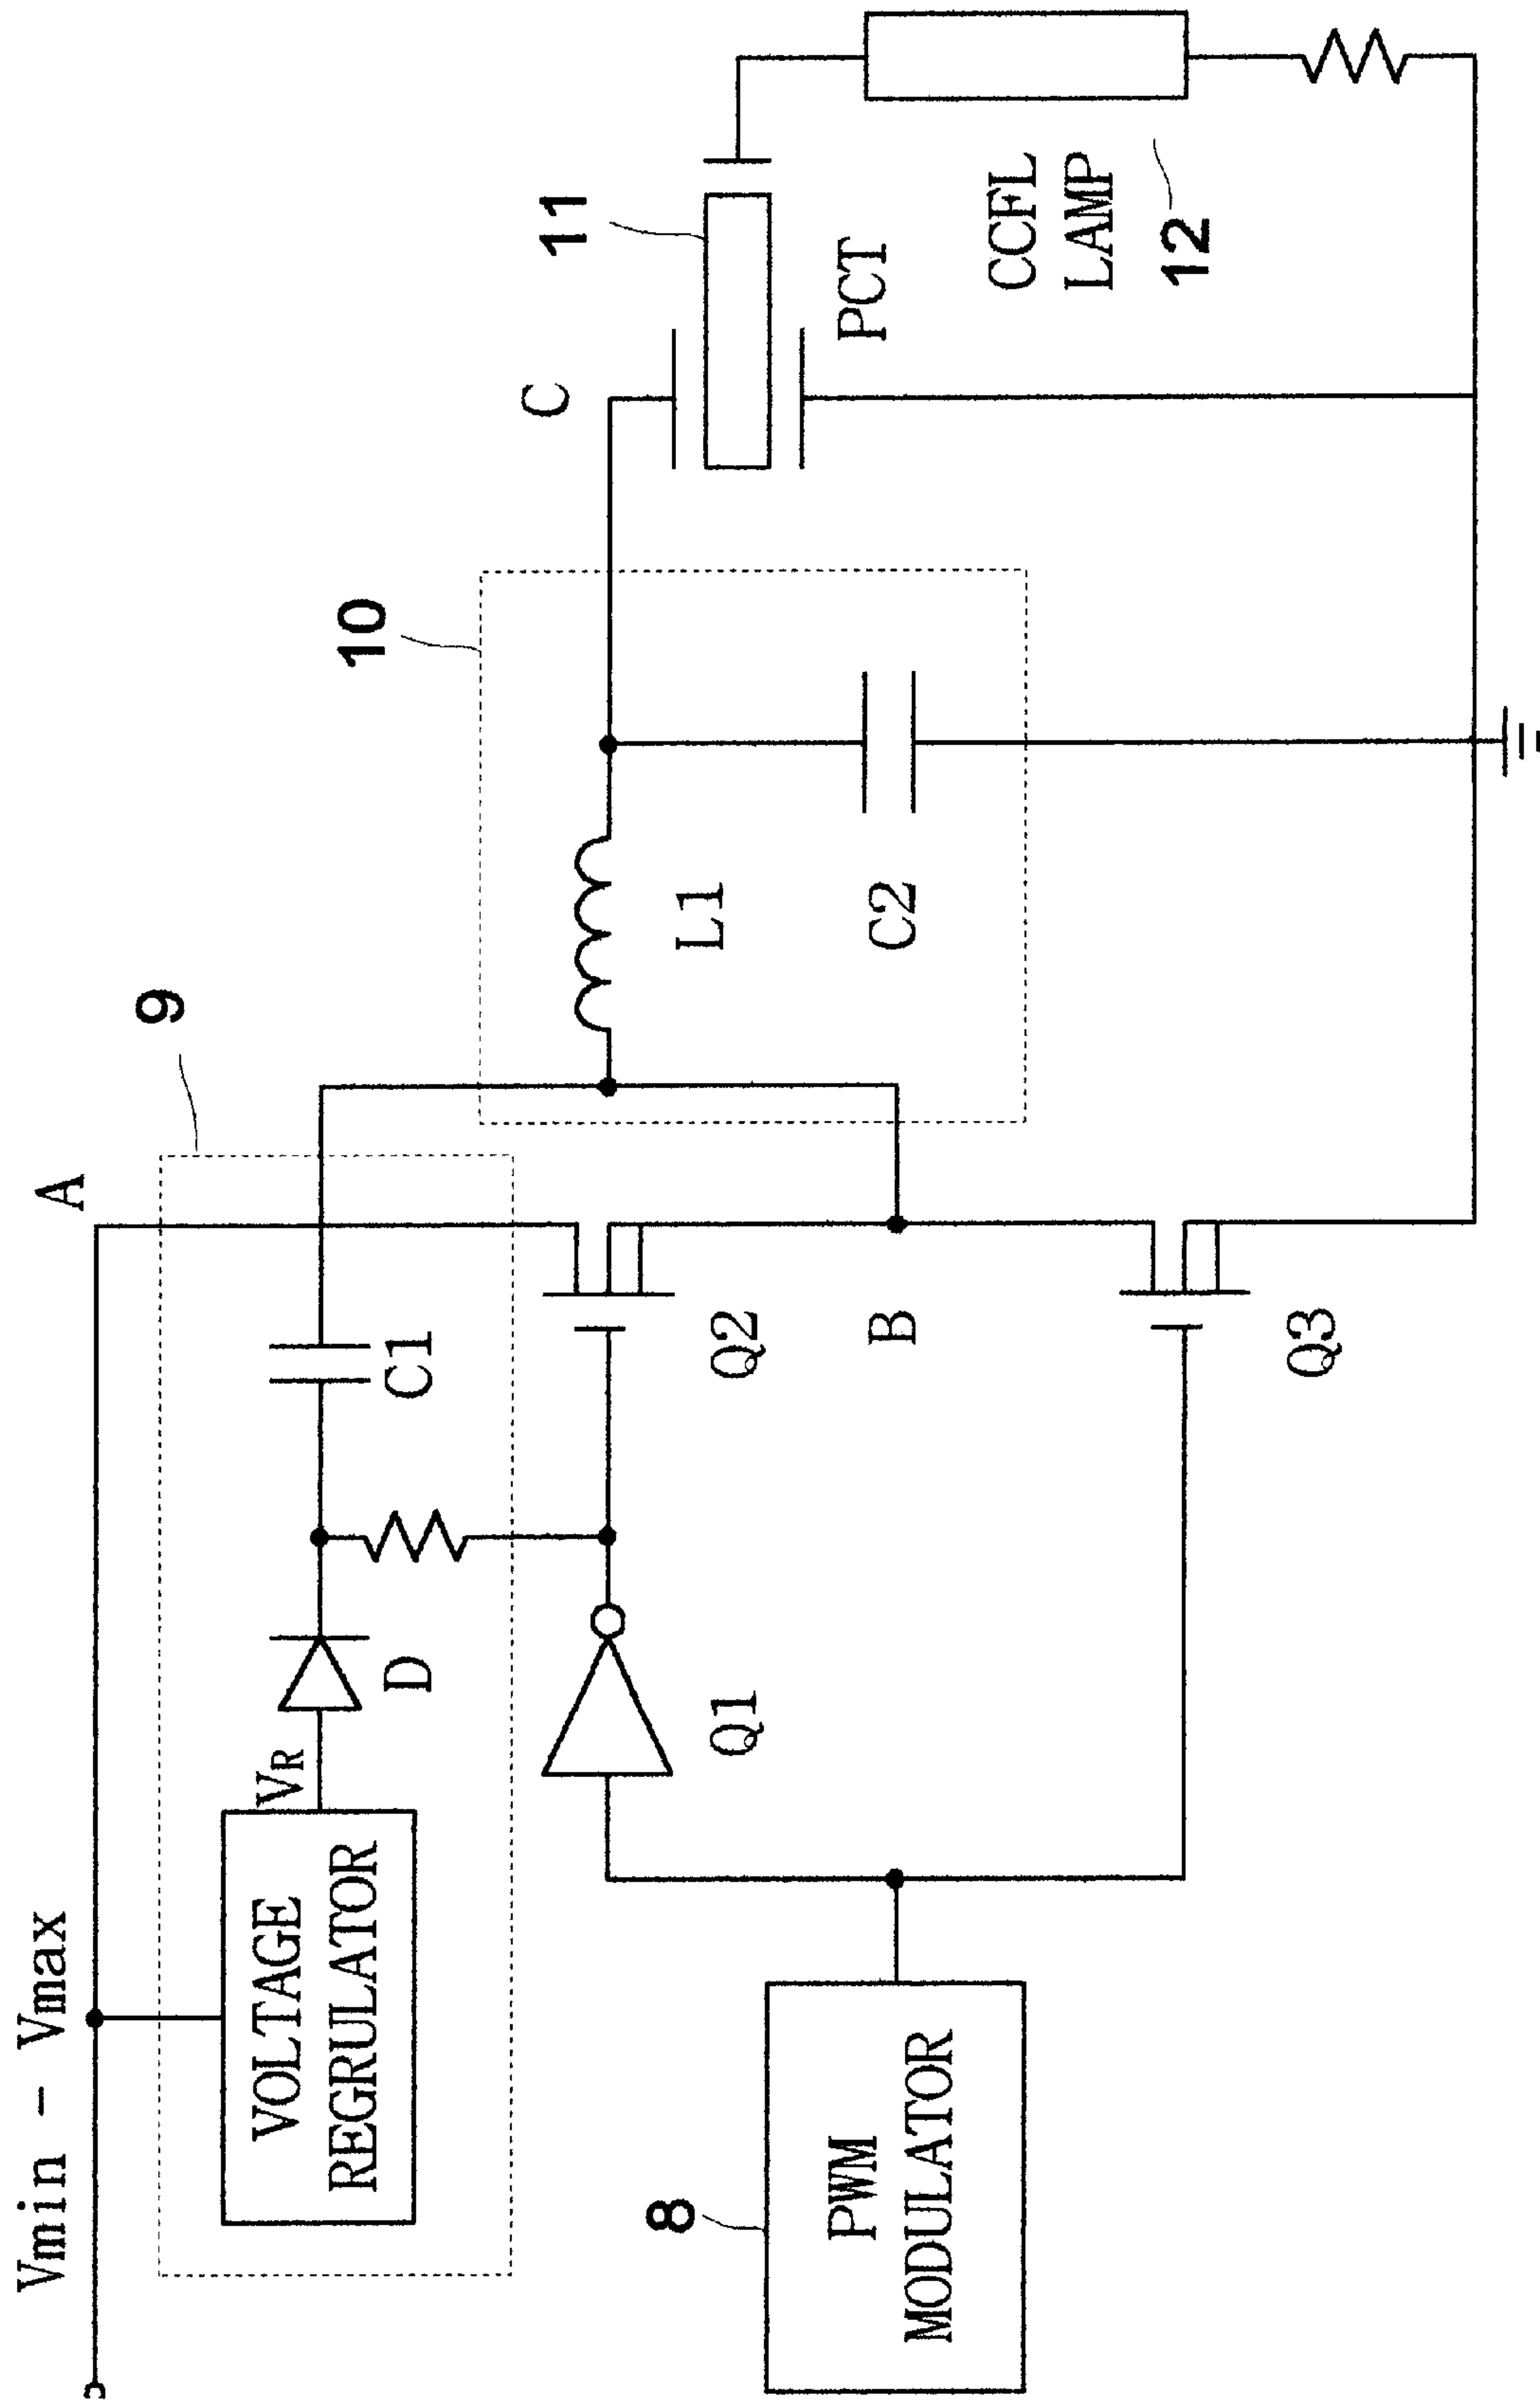 Vmin - Vmax
A
9
VOLTAGE
REGRULATOR
VR
D
C1
10
L1
C2
C
11
PCT
CCFL
LAMP
12
Q1
Q2
B
Q3
8
PWM
MODULATOR